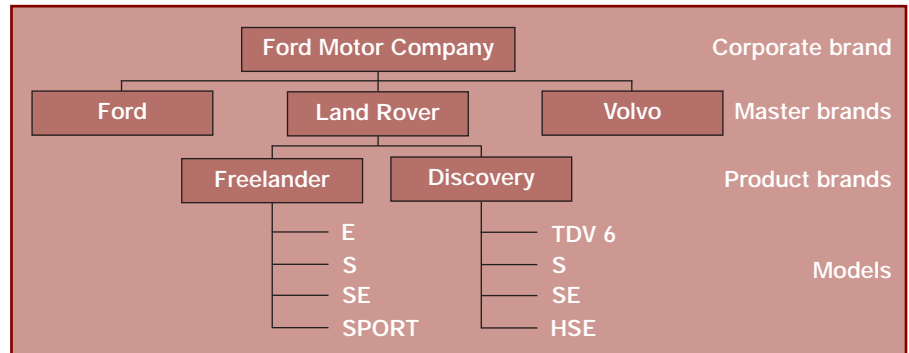 Ford Motor Company Corporate brand
Ford Land Rover Volvo Master brands
Freelander Discovery Product brands
E TDV 6
S S
Models
SE SE
SPORT HSE